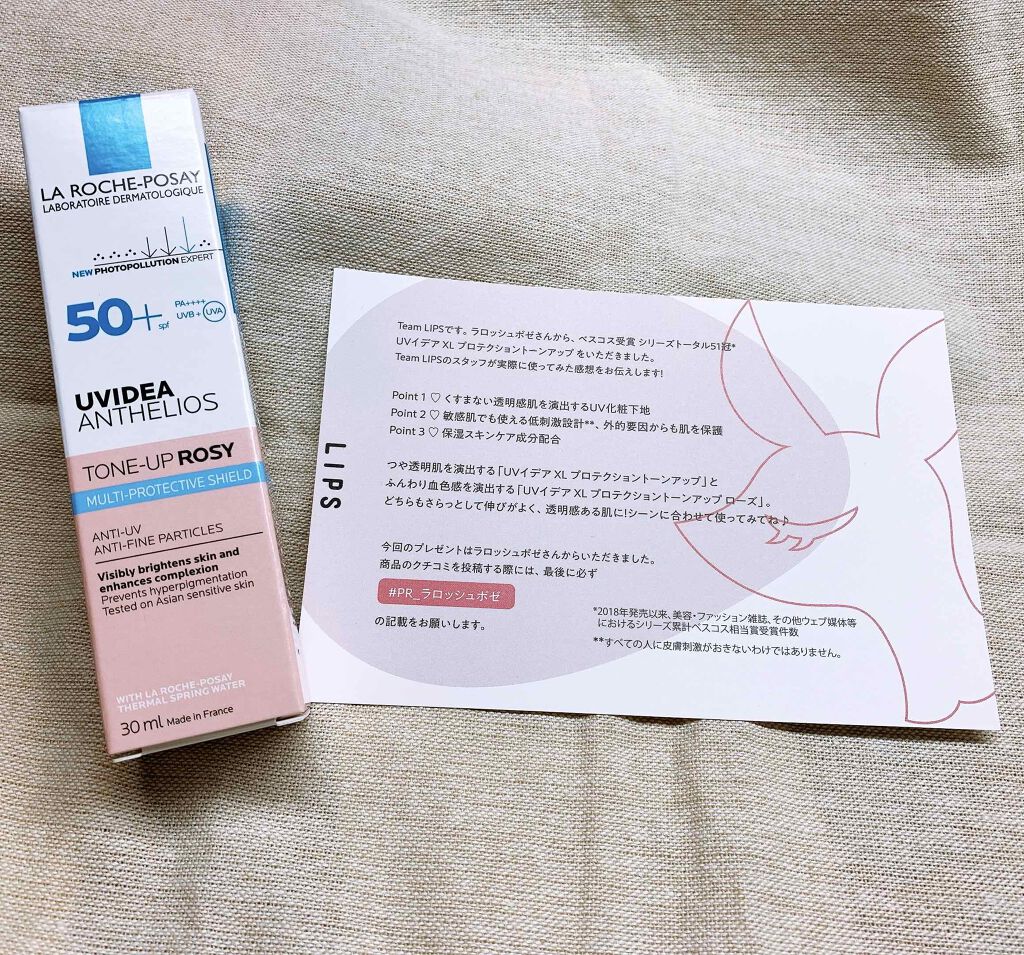 LA ROCHE-POSAY
LABORATOIRE DERMATOLOGIQUE
NEW PHOTOPOLLUTION EXPERT
50+ spf
PA++++
UVB + UVA
UVIDEA
ANTHELIOS
TONE-UP ROSY
MULTI-PROTECTIVE SHIELD
ANTI-UV
ANTI-FINE PARTICLES
Visibly brightens skin and
enhances complexion
Prevents hyperpigmentation
Tested on Asian sensitive skin
WITH LA ROCHE-POSAY
THERMAL SPRING WATER
30 ml Made in France
LIPS
Team LIPSです。ラロッシュポゼさんから、ベスコス受賞 シリーズトータル51冠*
UVイデア XL プロテクショントーンアップ をいただきました。
Team LIPSのスタッフが実際に使ってみた感想をお伝えします!
Point 1 ♡ くすまない透明感肌を演出するUV化粧下地
Point 2 ♡ 敏感肌でも使える低刺激設計**、外的要因からも肌を保護
Point 3 ♡ 保湿スキンケア成分配合
つや透明肌を演出する「UVイデア XL プロテクショントーンアップ」と
ふんわり血色感を演出する「UVイデア XL プロテクショントーンアップ ローズ」。
どちらもさらっとして伸びがよく、透明感ある肌に!シーンに合わせて使ってみてね♪
今回のプレゼントはラロッシュポゼさんからいただきました。
商品のクチコミを投稿する際には、最後に必ず
#PR_ラロッシュポゼ
の記載をお願いします。
*2018年発売以来、美容・ファッション雑誌、その他ウェブ媒体等
におけるシリーズ累計ベスコス相当賞受賞件数
**すべての人に皮膚刺激がおきないわけではありません。